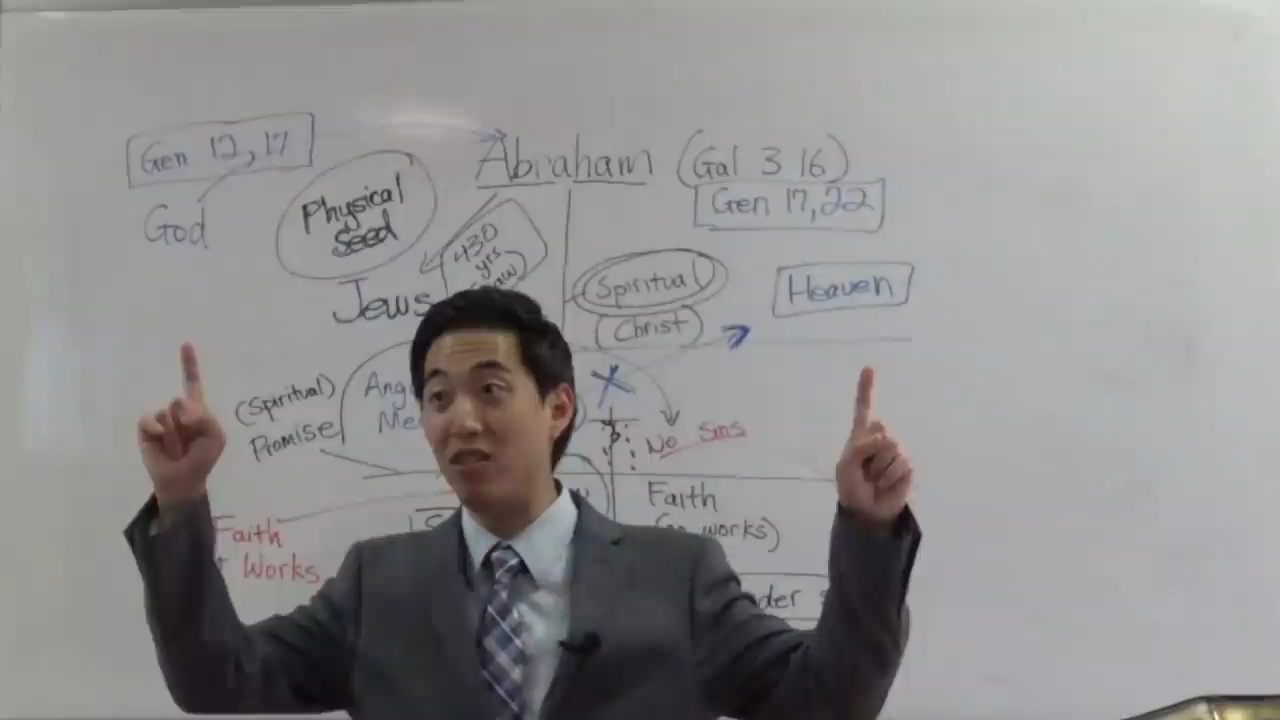 Gen 12, 17
Abraham (Gal 3 16)
Gen 17, 22
God
Physical
Seed
430
yrs
Jews
Spiritual
(Christ)
Heaven
(Spiritual)
Promise
No sins
Faith
works)
Faith
Works